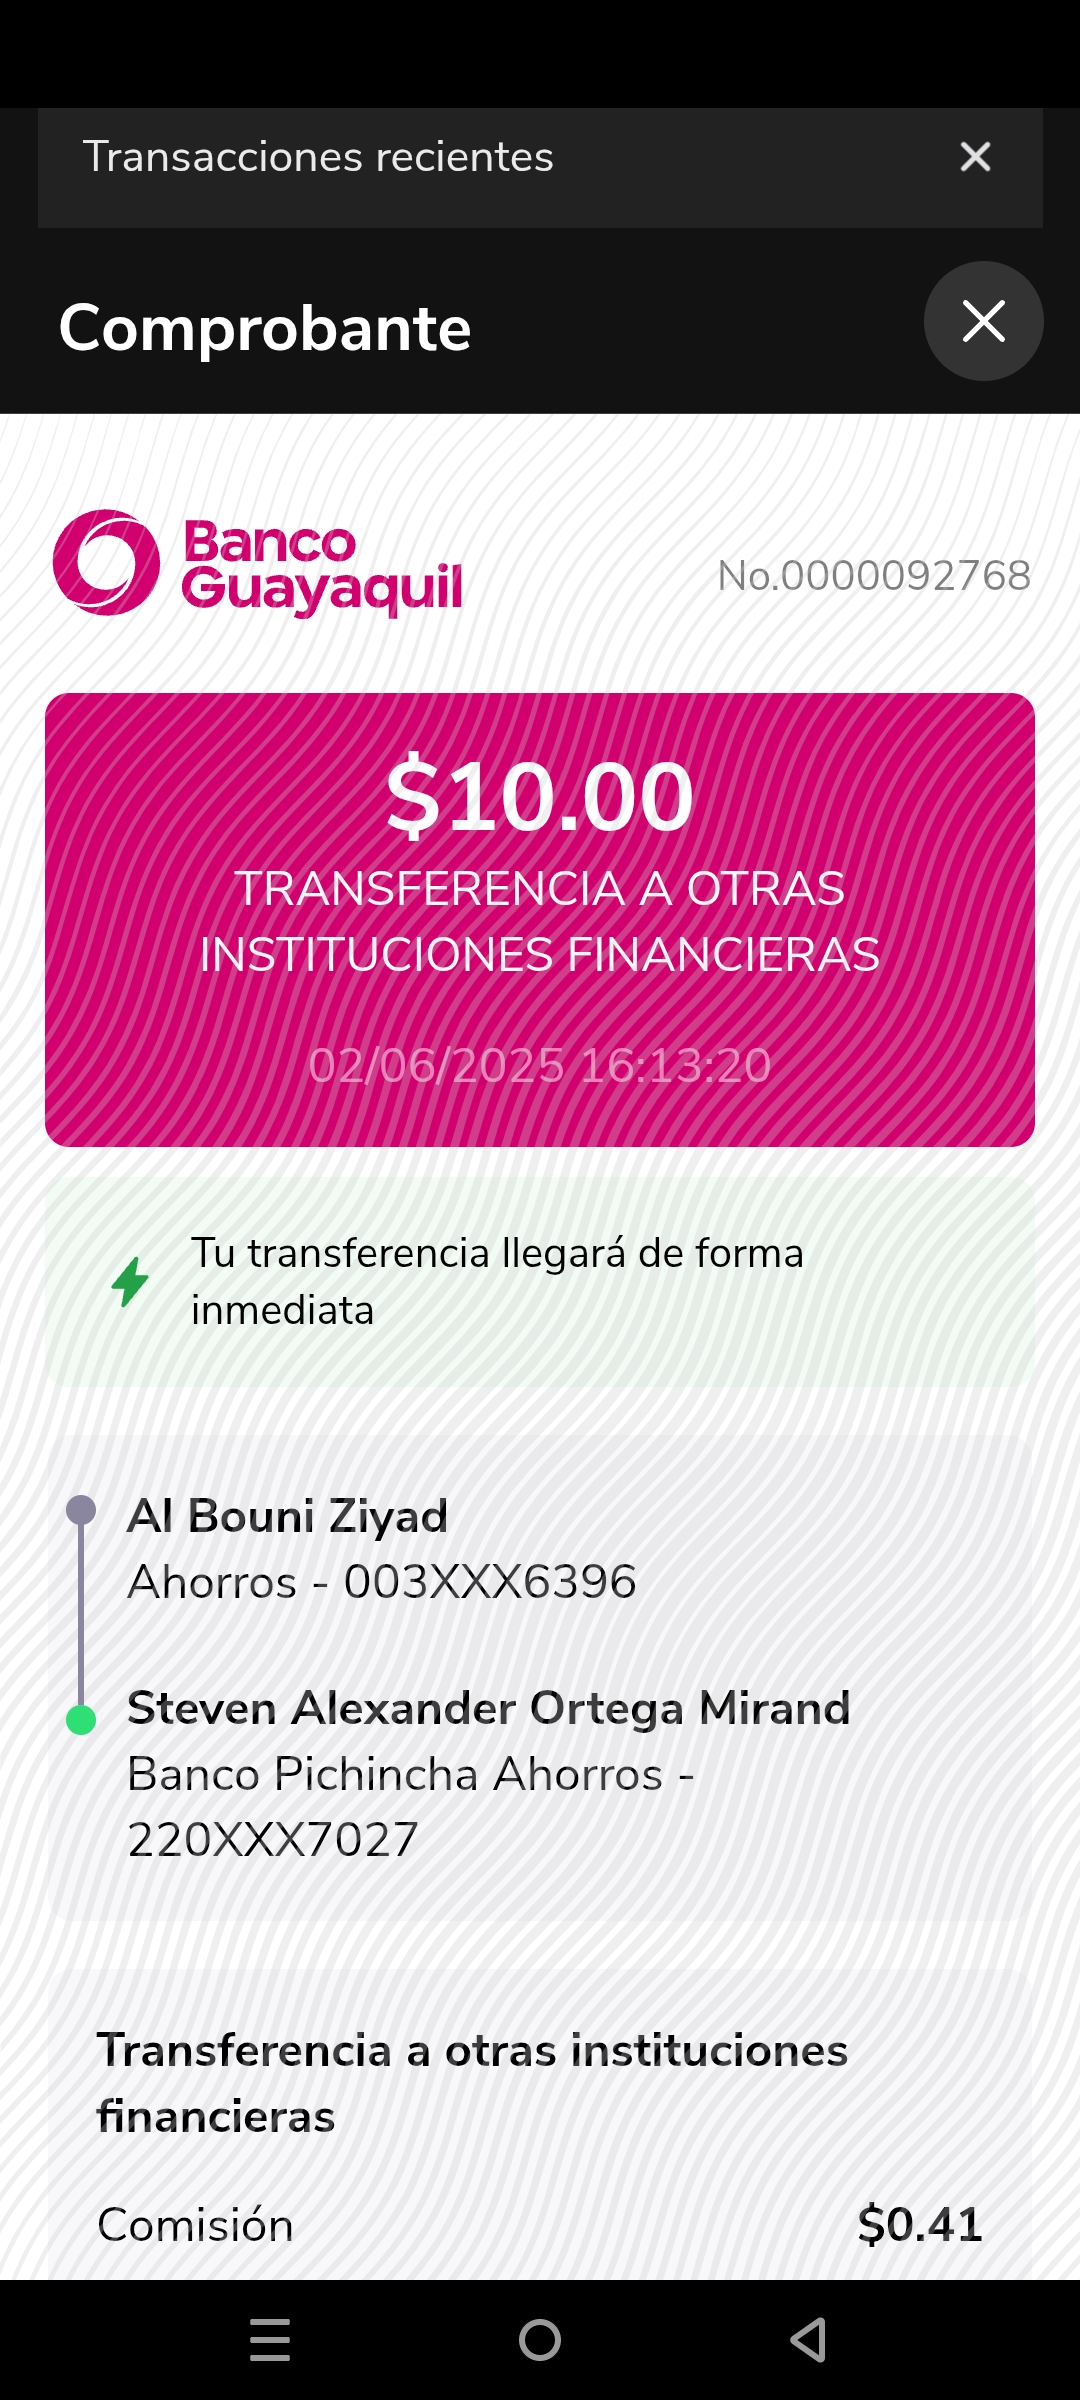 Transacciones recientes
Comprobante
Banco
Guayaquil
No.0000092768
$10.00
TRANSFERENCIA A OTRAS
INSTITUCIONES FINANCIERAS
02/06/2025 16:13:20
Tu transferencia llegará de forma
inmediata
Al Bouni Ziyad
Ahorros - 003XXX6396
Steven Alexander Ortega Mirand
Banco Pichincha Ahorros -
220XXX7027
Transferencia a otras instituciones
financieras
Comisión $0.41